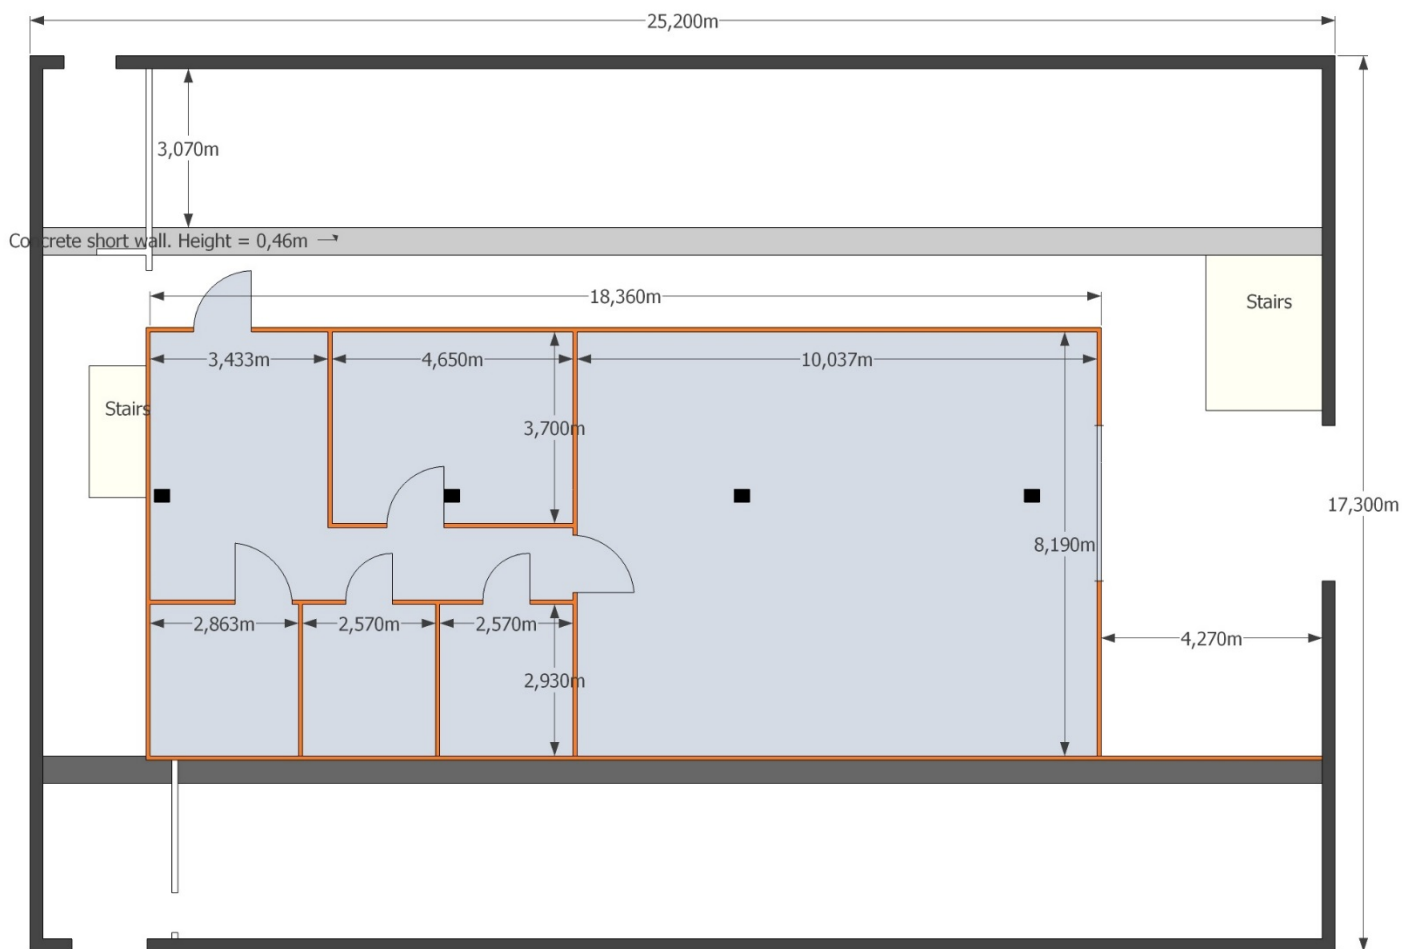 25,200m
3,070m
Concrete short wall. Height = 0,46m
18,360m
Stairs
3,433m
4,650m
10,037m
Stairs
3,700m
17,300m
8,190m
2,863m
2,570m
2,570m
4,270m
2,930m